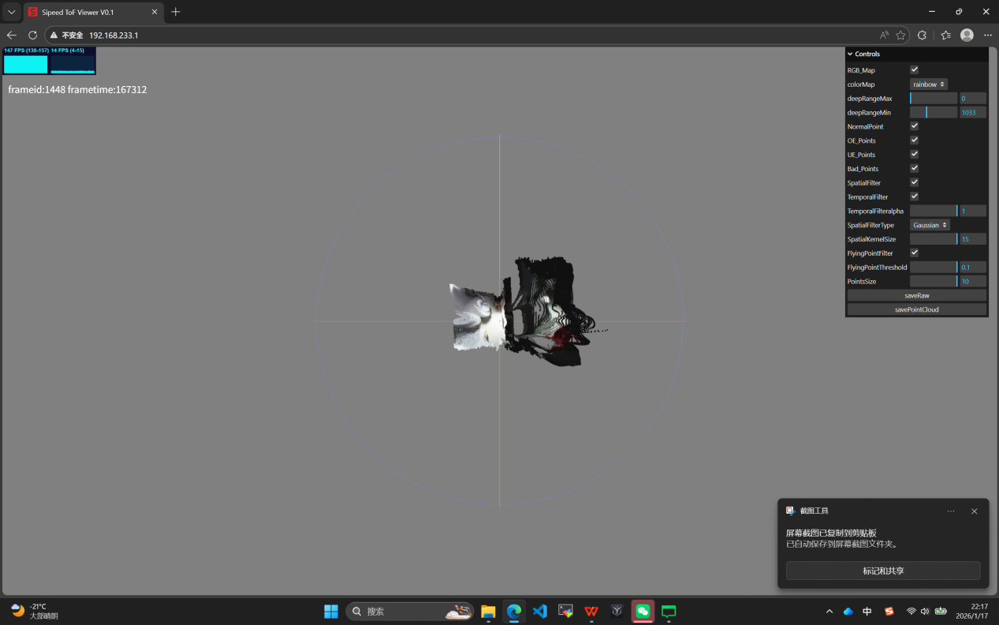 Sipeed ToF Viewer V0.1
不安全 192.168.233.1
147 FPS (138-157) 14 FPS (4-15)
frameid:1448 frametime:167312
Controls
RGB_Map
colorMap rainbow
deepRangeMax 0
deepRangeMin 1033
NormalPoint
OE_Points
UE_Points
Bad_Points
SpatialFilter
TemporalFilter
TemporalFilteralpha 1
SpatialFilterType Gaussian
SpatialKernelSize 15
FlyingPointFilter
FlyingPointThreshold 0.1
PointsSize 10
saveRaw
savePointCloud
截图工具
屏幕截图已复制到剪贴板
已自动保存到屏幕截图文件夹。
标记和共享
-21°C
大部晴朗
搜索
中
22:17
2026/1/17